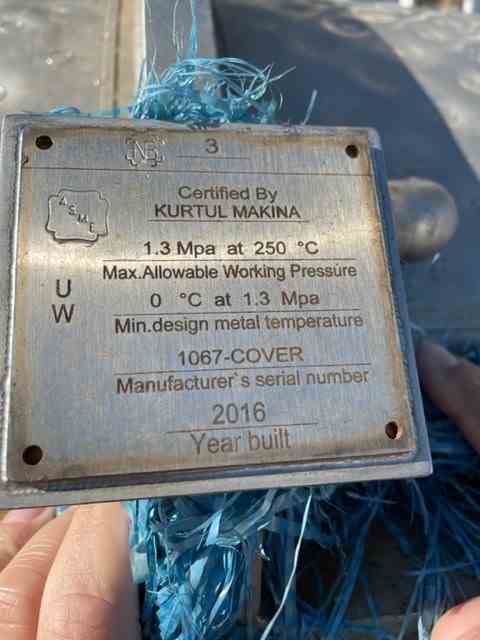 NB 3
Certified By
ASME
KURTUL MAKINA
1.3 Mpa at 250 °C
Max.Allowable Working Pressure
U
W
0 °C at 1.3 Mpa
Min.design metal temperature
1067-COVER
Manufacturer`s serial number
2016
Year built